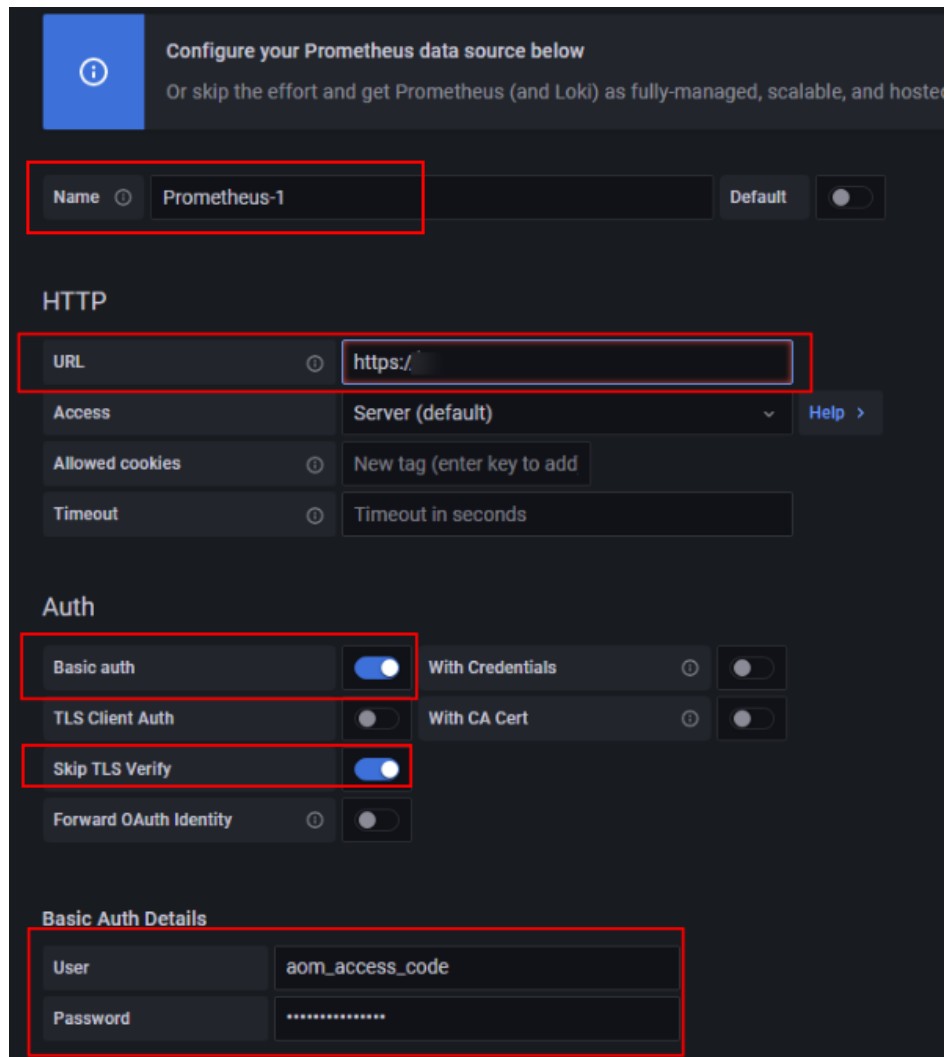 Configure your Prometheus data source below
Or skip the effort and get Prometheus (and Loki) as fully-managed, scalable, and hosted
Name Prometheus-1 Default
HTTP
URL https:/
Access Server (default) Help >
Allowed cookies New tag (enter key to add
Timeout Timeout in seconds
Auth
Basic auth With Credentials
TLS Client Auth With CA Cert
Skip TLS Verify
Forward OAuth Identity
Basic Auth Details
User aom_access_code
Password •••••••••••••••